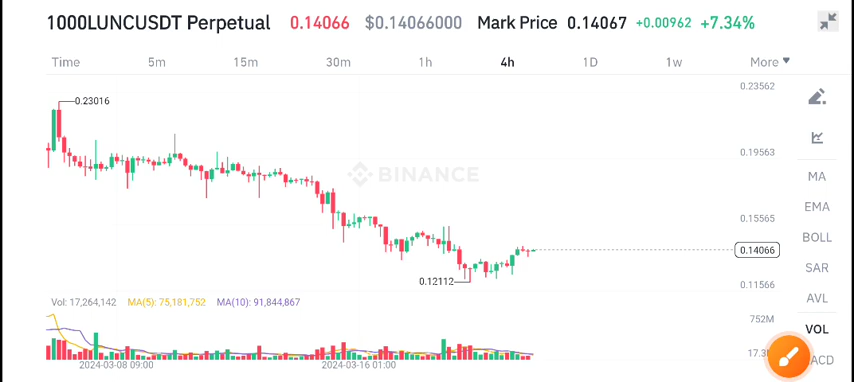 1000LUNCUSDT Perpetual 0.14066 $0.14066000 Mark Price 0.14067 +0.00962 +7.34%
Time 5m 15m 30m 1h 4h 1D 1w More
0.23562
0.23016
0.19563
BINANCE
MA
EMA
0.15565
BOLL
0.14066
SAR
0.12112
0.11566
AVL
Vol: 17,264,142 MA(5): 75,181,752 MA(10): 91,844,867
752M
VOL
17.3
ACD
2024-03-08 09:00 2024-03-16 01:00